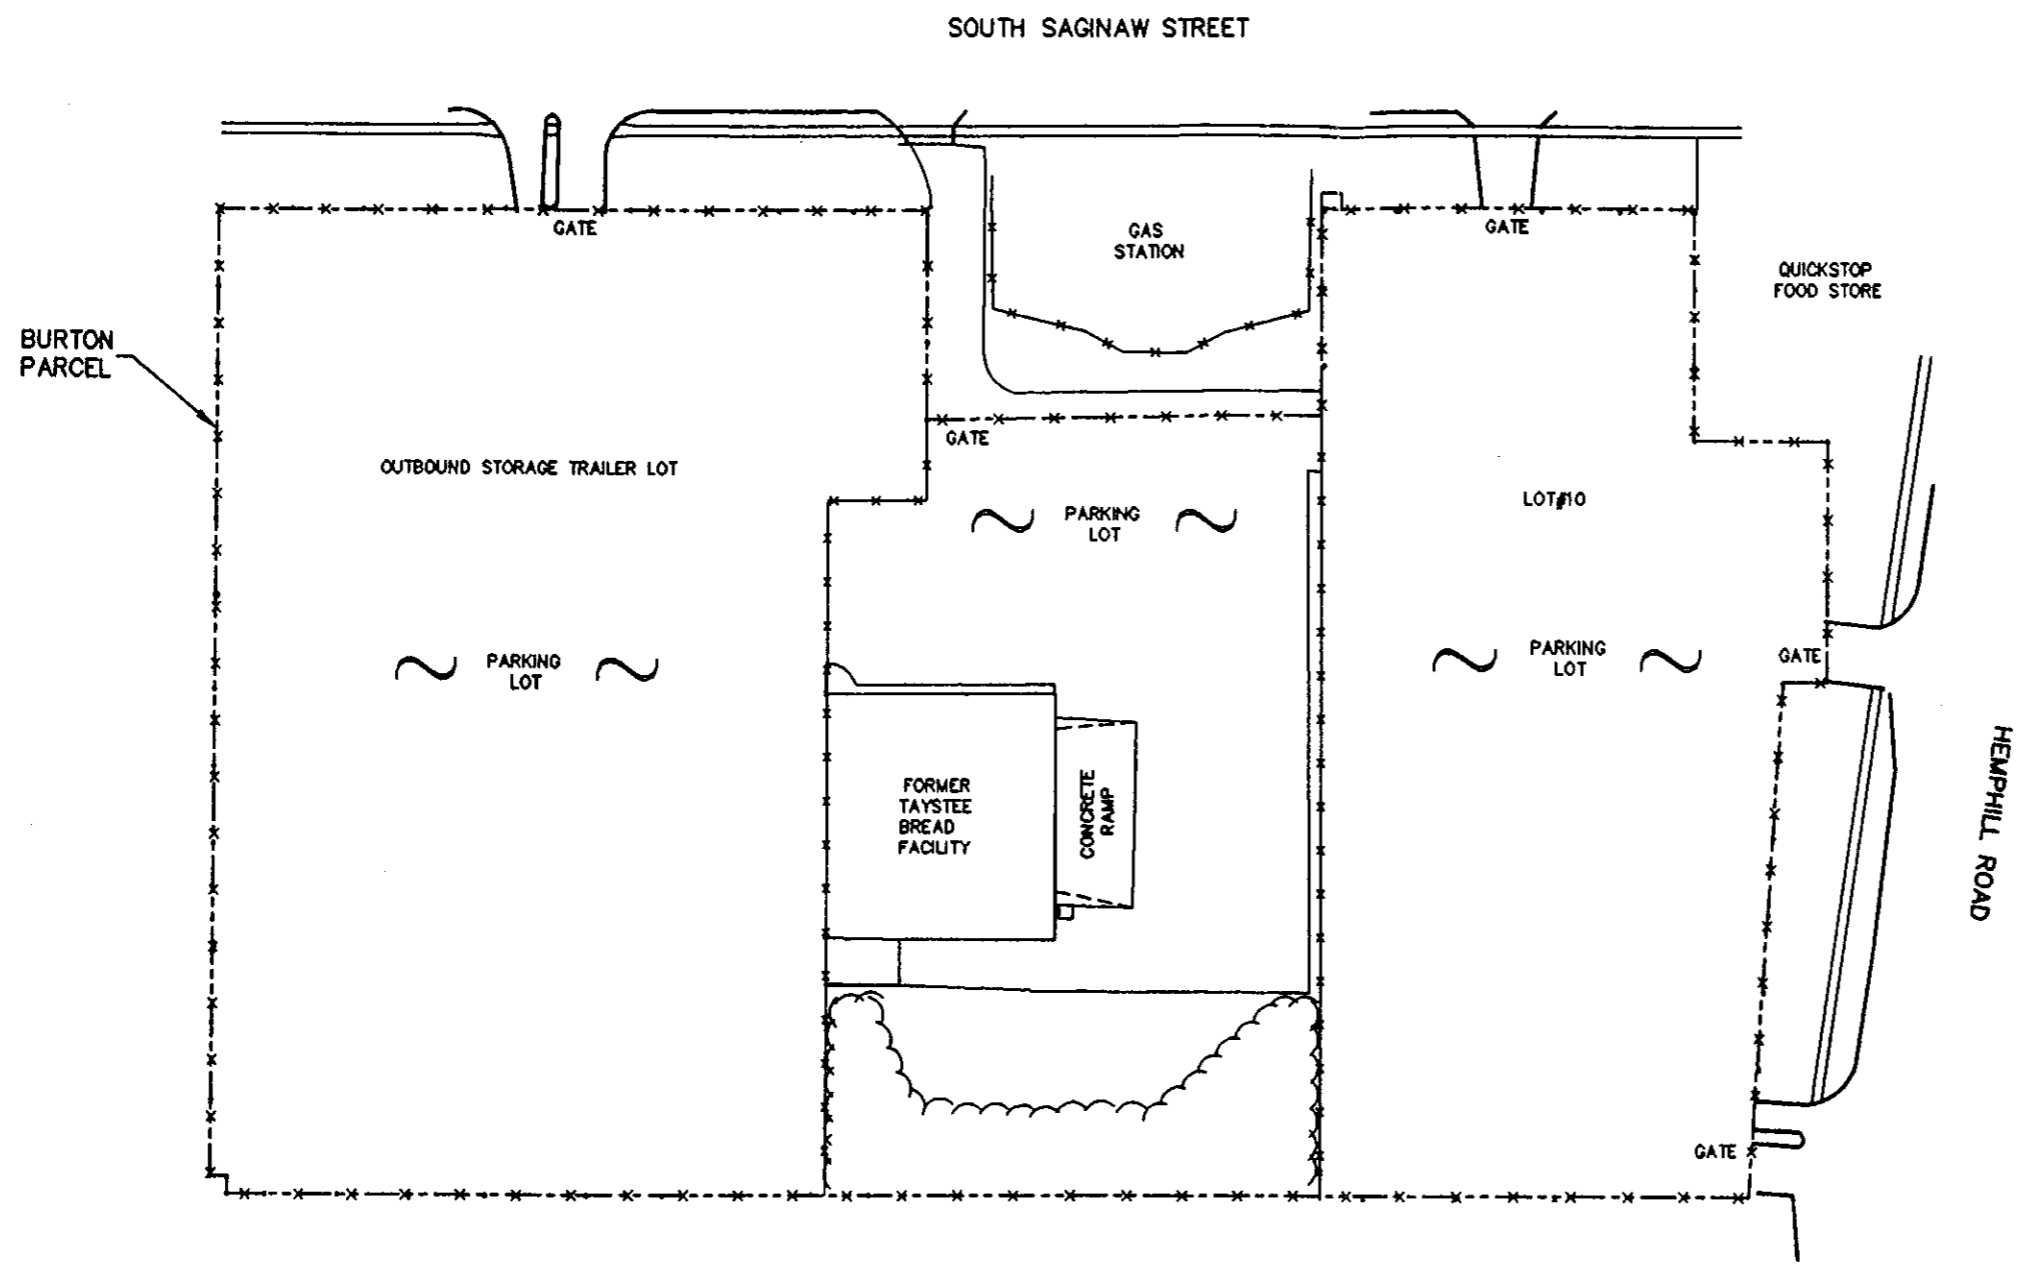 SOUTH SAGINAW STREET
GATE
GAS
STATION
GATE
QUICKSTOP
FOOD STORE
BURTON
PARCEL
GATE
OUTBOUND STORAGE TRAILER LOT
LOT#10
PARKING
LOT
PARKING
LOT
PARKING
LOT
GATE
FORMER
TAYSTEE
BREAD
FACILITY
CONCRETE
RAMP
HEMPHILL ROAD
GATE